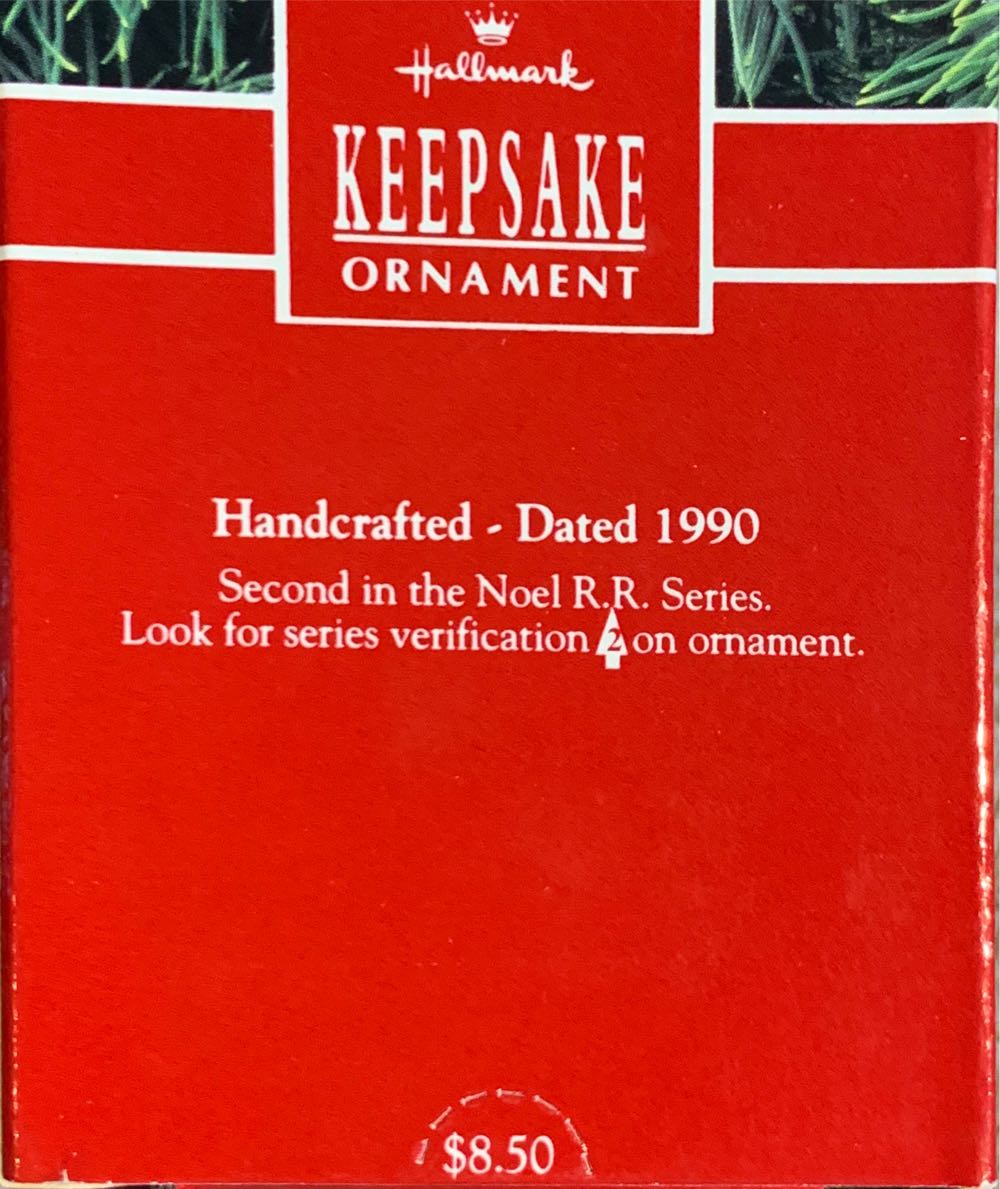 Hallmark
KEEPSAKE
ORNAMENT
Handcrafted - Dated 1990
Second in the Noel R.R. Series.
Look for series verification 2 on ornament.
$8.50